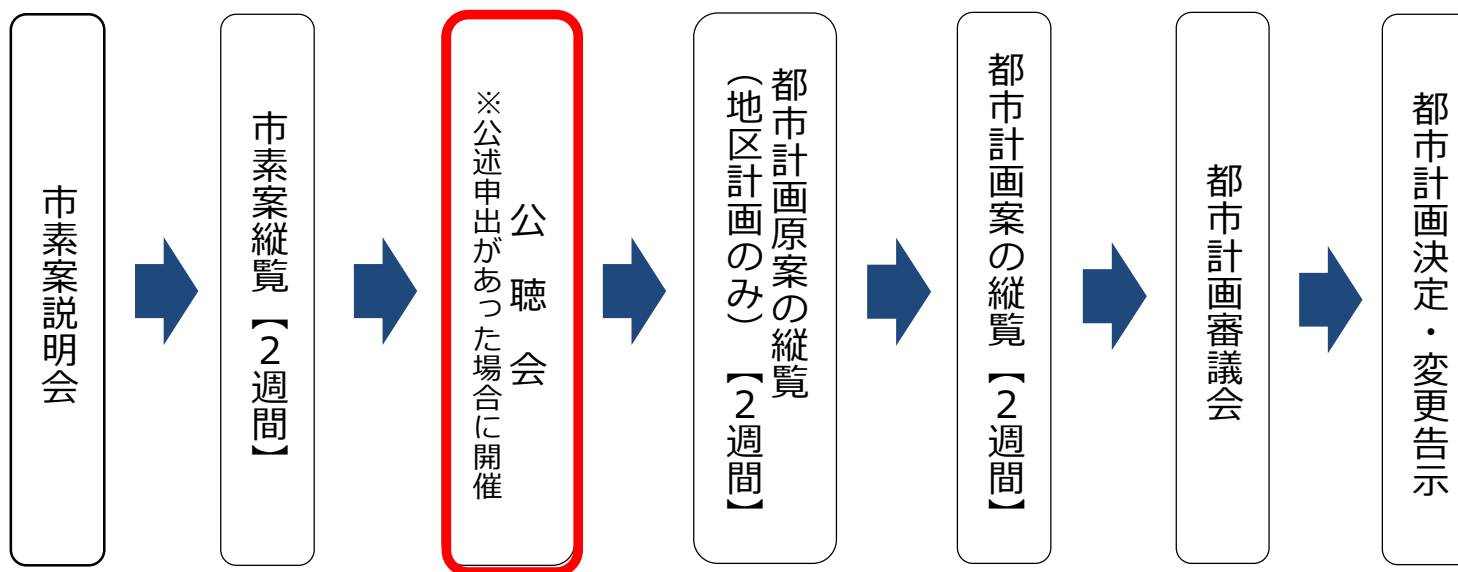 市素案説明会
市素案縦覧【2週間】
公聴会
※公述申出があった場合に開催
都市計画原案の縦覧
（地区計画のみ）【2週間】
都市計画案の縦覧【2週間】
都市計画審議会
都市計画決定・変更告示